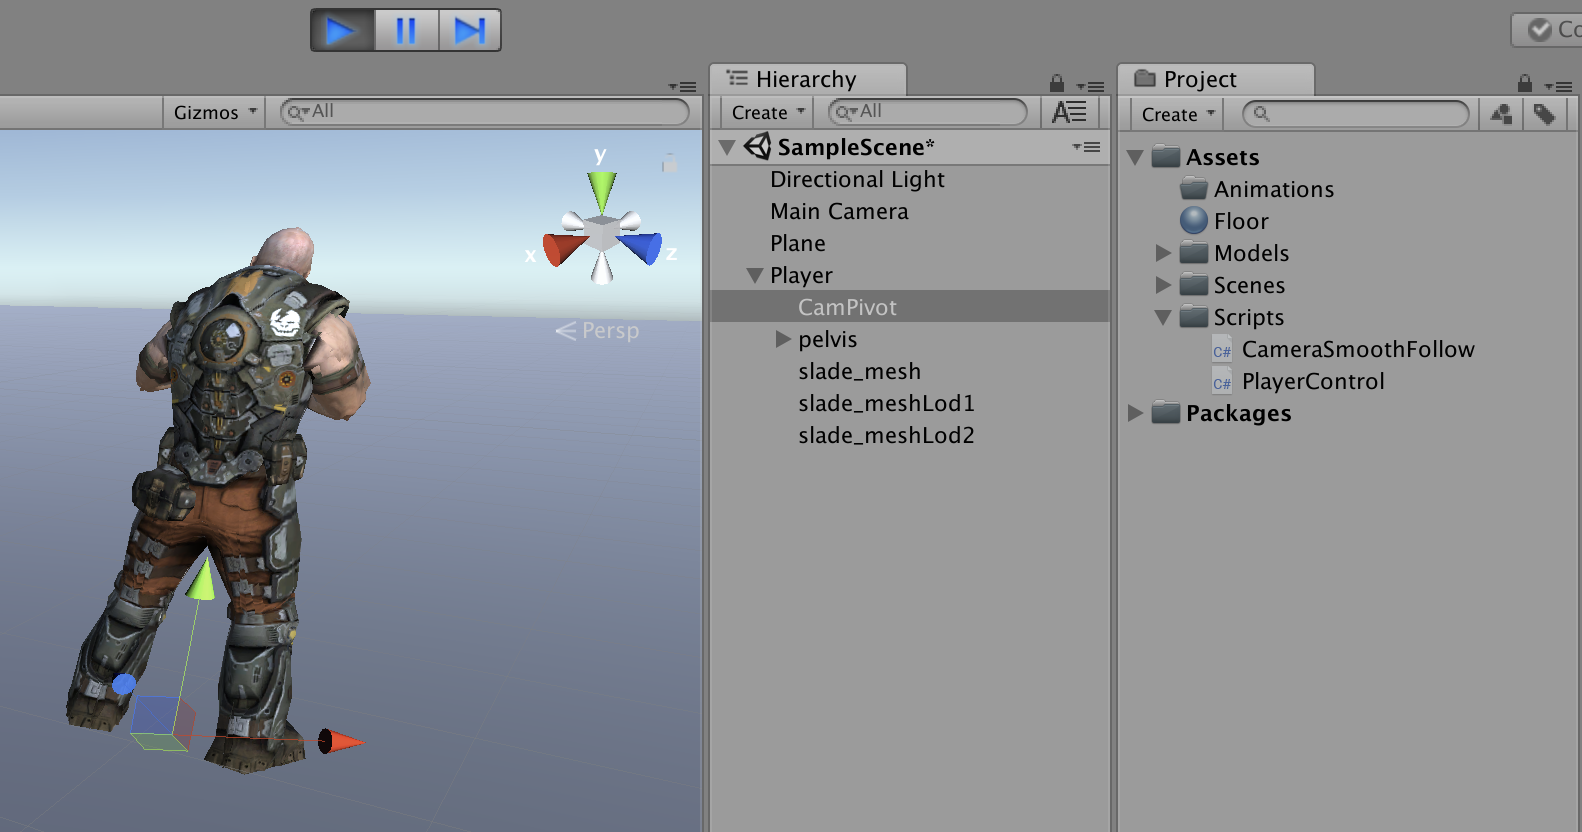 Co
Hierarchy
Project
Gizmos
All
Create
All
Create
SampleScene*
Directional Light
Main Camera
Plane
Player
CamPivot
pelvis
slade_mesh
slade_meshLod1
slade_meshLod2
Assets
Animations
Floor
Models
Scenes
Scripts
C# CameraSmoothFollow
C# PlayerControl
Packages
y
x
z
Persp